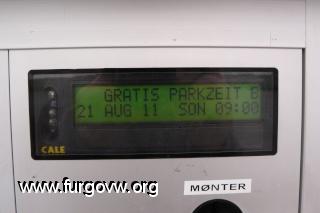 GRATIS PARKZEIT B
21 AUG 11 SON 09:00
CALE
MØNTER
www.furgovw.org